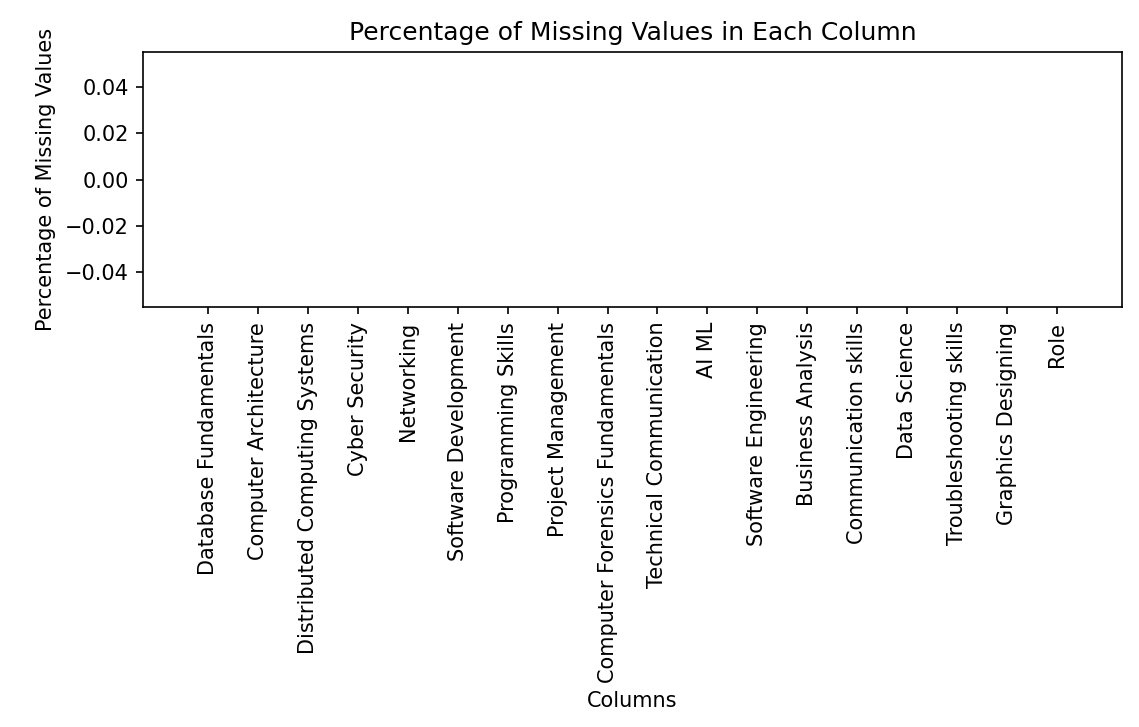 Percentage of Missing Values in Each Column
Percentage of Missing Values
0.04
0.02
0.00
−0.02
−0.04
Database Fundamentals
Computer Architecture
Distributed Computing Systems
Cyber Security
Networking
Software Development
Programming Skills
Project Management
Computer Forensics Fundamentals
Technical Communication
AI ML
Software Engineering
Business Analysis
Communication skills
Data Science
Troubleshooting skills
Graphics Designing
Role
Columns